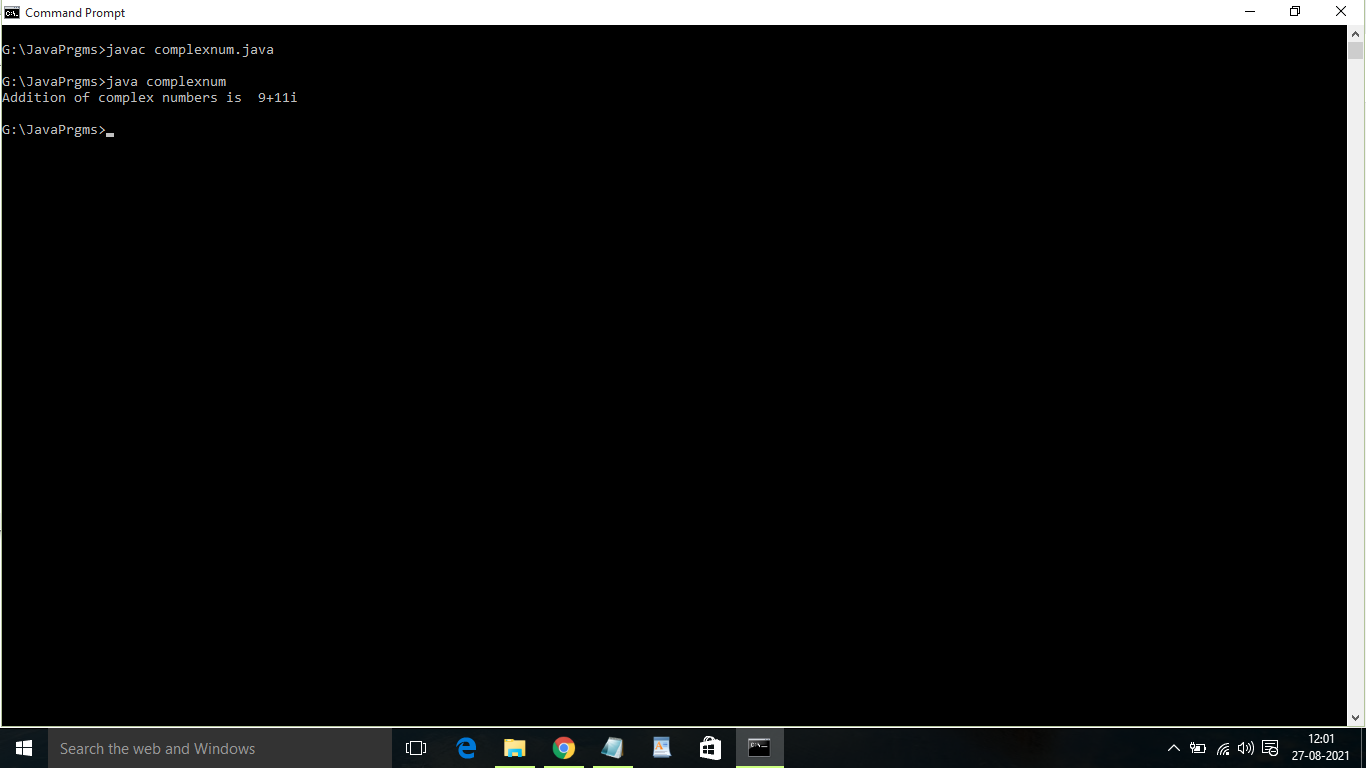 Command Prompt
G:\JavaPrgms>javac complexnum.java
G:\JavaPrgms>java complexnum
Addition of complex numbers is  9+11i
G:\JavaPrgms>
Search the web and Windows
12:01
27-08-2021